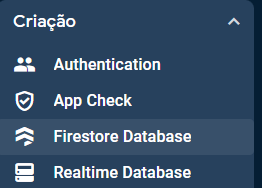 Criação
Authentication
App Check
Firestore Database
Realtime Database